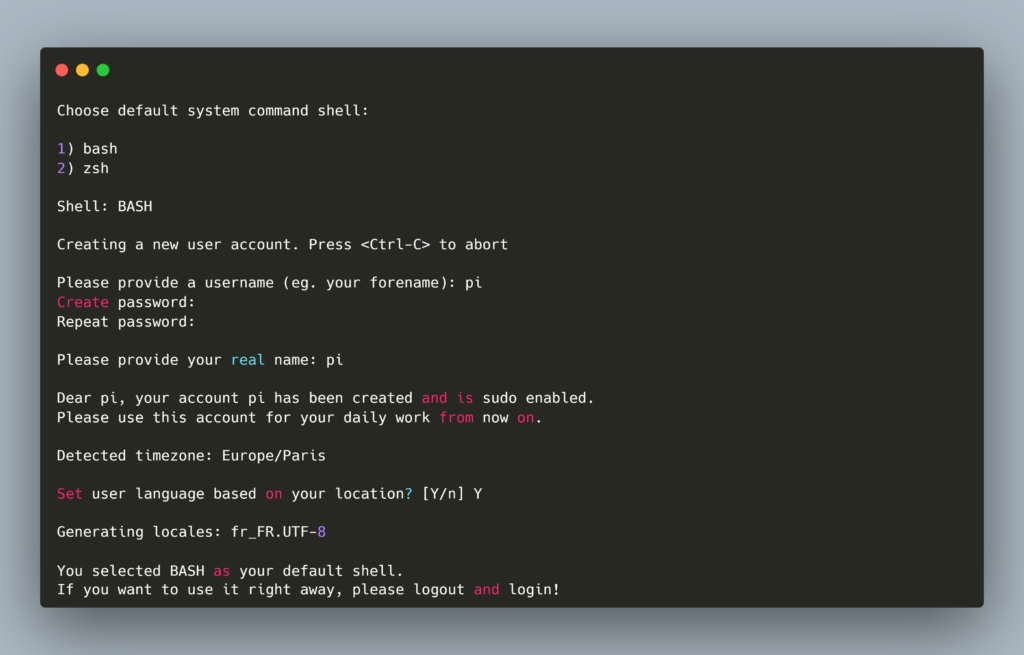 Choose default system command shell:
1) bash
2) zsh
Shell: BASH
Creating a new user account. Press <Ctrl-C> to abort
Please provide a username (eg. your forename): pi
Create password:
Repeat password:
Please provide your real name: pi
Dear pi, your account pi has been created and is sudo enabled.
Please use this account for your daily work from now on.
Detected timezone: Europe/Paris
Set user language based on your location? [Y/n] Y
Generating locales: fr_FR.UTF-8
You selected BASH as your default shell.
If you want to use it right away, please logout and login!